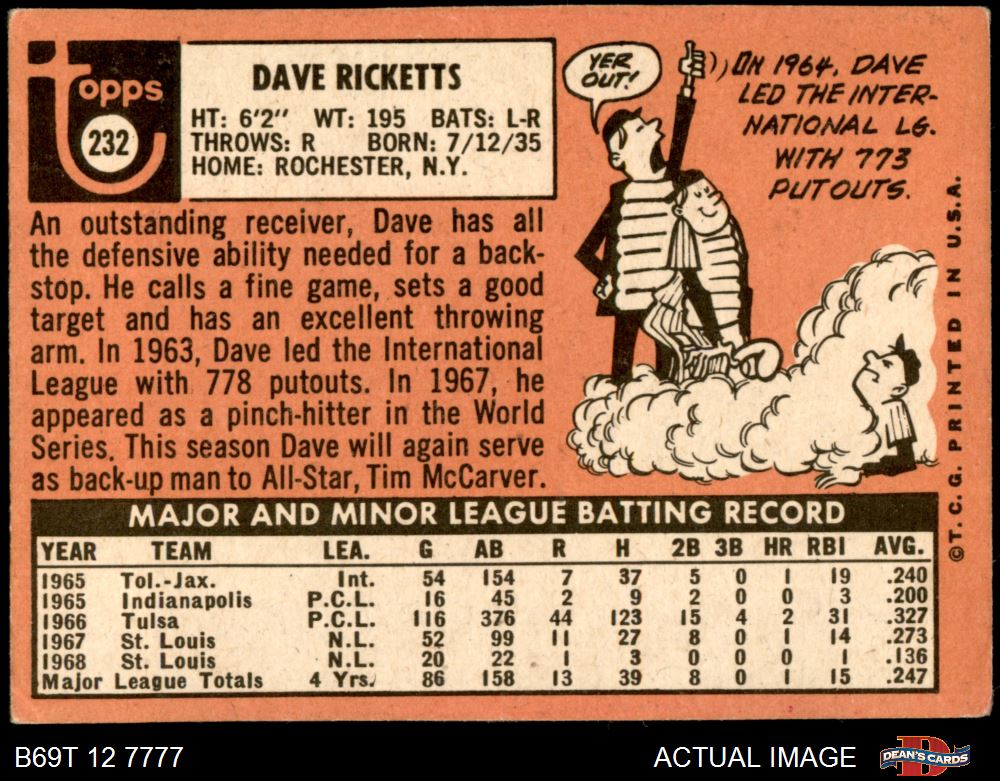 Topps
232
DAVE RICKETTS
HT: 6'2" WT: 195 BATS: L-R
THROWS: R BORN: 7/12/35
HOME: ROCHESTER, N.Y.
YER
OUT!
IN 1964, DAVE
LED THE INTER-
NATIONAL LG.
WITH 773
PUTOUTS.
An outstanding receiver, Dave has all
the defensive ability needed for a back-
stop. He calls a fine game, sets a good
target and has an excellent throwing
arm. In 1963, Dave led the International
League with 778 putouts. In 1967, he
appeared as a pinch-hitter in the World
Series. This season Dave will again serve
as back-up man to All-Star, Tim McCarver.
©T. C. G. PRINTED IN U.S.A.
MAJOR AND MINOR LEAGUE BATTING RECORD
YEAR TEAM LEA. G AB R H 2B 3B HR RBI AVG.
1965 Tol.-Jax. Int. 54 154 7 37 5 0 1 19 .240
1965 Indianapolis P.C.L. 16 45 2 9 2 0 0 3 .200
1966 Tulsa P.C.L. 116 376 44 123 15 4 2 31 .327
1967 St. Louis N.L. 52 99 11 27 8 0 1 14 .273
1968 St. Louis N.L. 20 22 1 3 0 0 0 1 .136
Major League Totals 4 Yrs. 86 158 13 39 8 0 1 15 .247
B69T 12 7777
ACTUAL IMAGE
D
DEAN'S CARDS